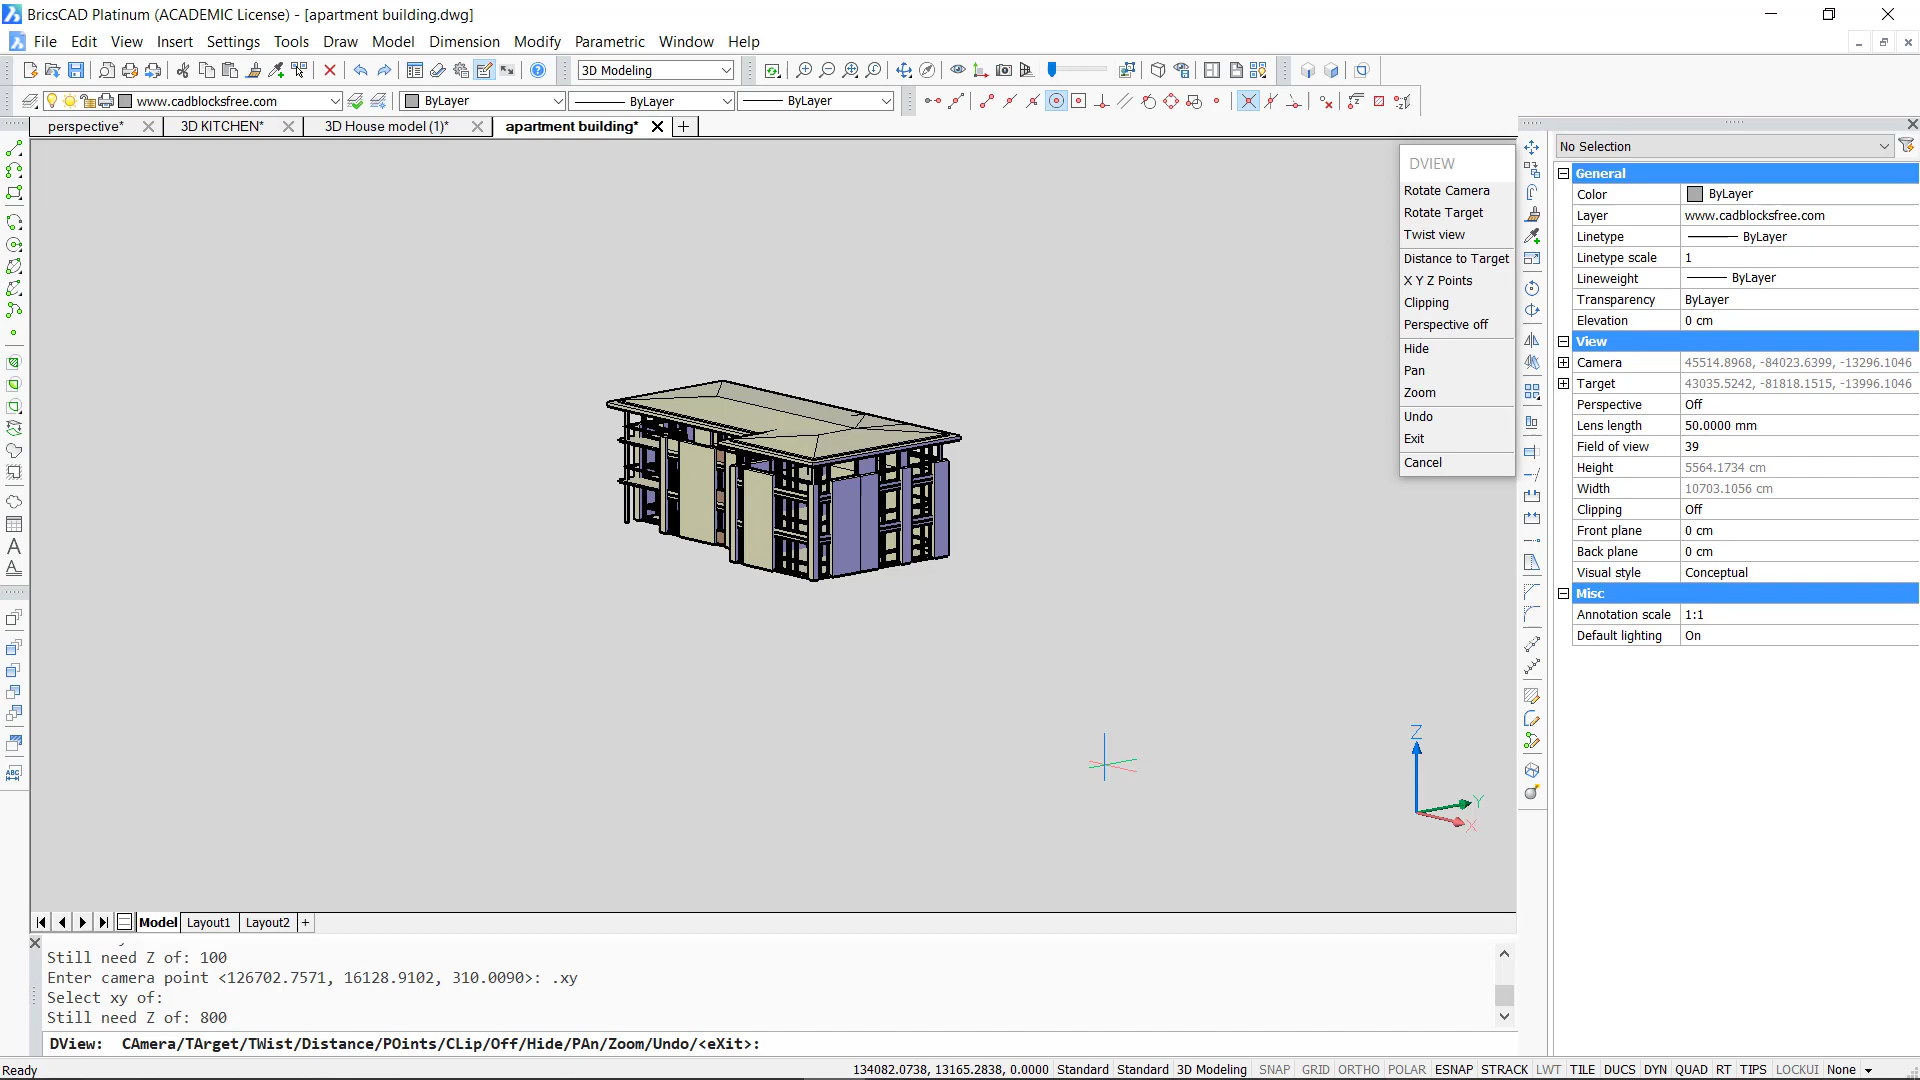 BricsCAD Platinum (ACADEMIC License) - [apartment building.dwg]
File Edit View Insert Settings Tools Draw Model Dimension Modify Parametric Window Help
3D Modeling
www.cadblocksfree.com ByLayer ByLayer ByLayer
perspective* 3D KITCHEN* 3D House model (1)* apartment building*
No Selection
DVIEW
Rotate Camera
Rotate Target
Twist view
Distance to Target
X Y Z Points
Clipping
Perspective off
Hide
Pan
Zoom
Undo
Exit
Cancel
General
Color ByLayer
Layer www.cadblocksfree.com
Linetype ByLayer
Linetype scale 1
Lineweight ByLayer
Transparency ByLayer
Elevation 0 cm
View
Camera 45514.8968, -84023.6399, -13296.1046
Target 43035.5242, -81818.1515, -13996.1046
Perspective Off
Lens length 50.0000 mm
Field of view 39
Height 5564.1734 cm
Width 10703.1056 cm
Clipping Off
Front plane 0 cm
Back plane 0 cm
Visual style Conceptual
Misc
Annotation scale 1:1
Default lighting On
A
A
ABC
Z
Y
X
Model Layout1 Layout2 +
Still need Z of: 100
Enter camera point <126702.7571, 16128.9102, 310.0090>: .xy
Select xy of:
Still need Z of: 800
DView: CAmera/TArget/TWist/Distance/POints/CLip/Off/Hide/PAn/Zoom/Undo/<eXit>:
Ready 134082.0738, 13165.2838, 0.0000 Standard Standard 3D Modeling SNAP GRID ORTHO POLAR ESNAP STRACK LWT TILE DUCS DYN QUAD RT TIPS LOCKUI None